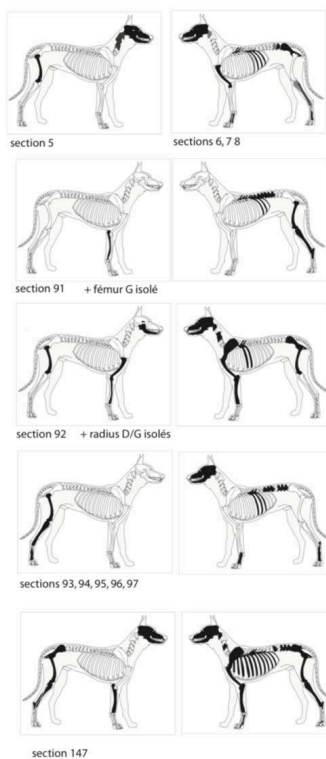 section 5
sections 6, 7 8
section 91 + fémur G isolé
section 92 + radius D/G isolés
sections 93, 94, 95, 96, 97
section 147